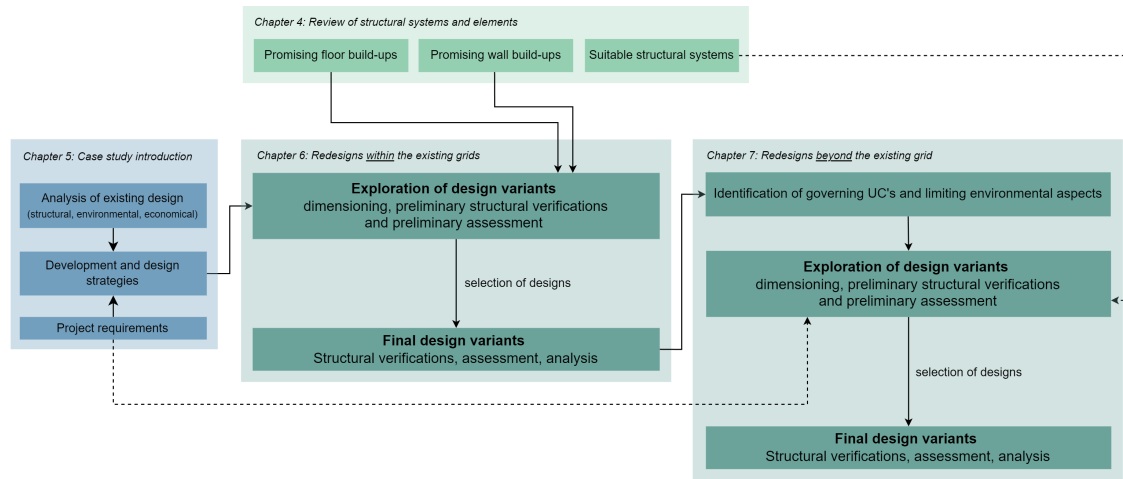 Chapter 4: Review of structural systems and elements
Promising floor build-ups
Promising wall build-ups
Suitable structural systems
Chapter 5: Case study introduction
Analysis of existing design
(structural, environmental, economical)
Development and design
strategies
Project requirements
Chapter 6: Redesigns within the existing grids
Exploration of design variants
dimensioning, preliminary structural verifications
and preliminary assessment
selection of designs
Final design variants
Structural verifications, assessment, analysis
Chapter 7: Redesigns beyond the existing grid
Identification of governing UC's and limiting environmental aspects
Exploration of design variants
dimensioning, preliminary structural verifications
and preliminary assessment
selection of designs
Final design variants
Structural verifications, assessment, analysis